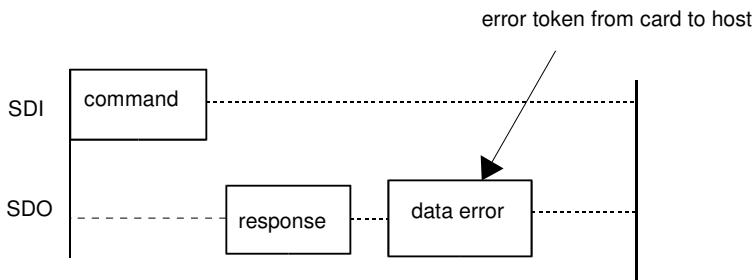 error token from card to host
SDI
command
SDO
response
data error